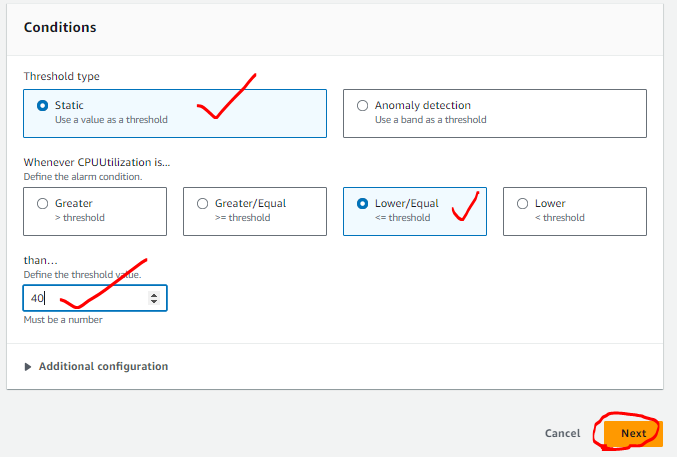 Conditions
Threshold type
Static
Use a value as a threshold
Anomaly detection
Use a band as a threshold
Whenever CPUUtilization is...
Define the alarm condition.
Greater
> threshold
Greater/Equal
>= threshold
Lower/Equal
<= threshold
Lower
< threshold
than...
Define the threshold value.
40
Must be a number
Additional configuration
Cancel
Next